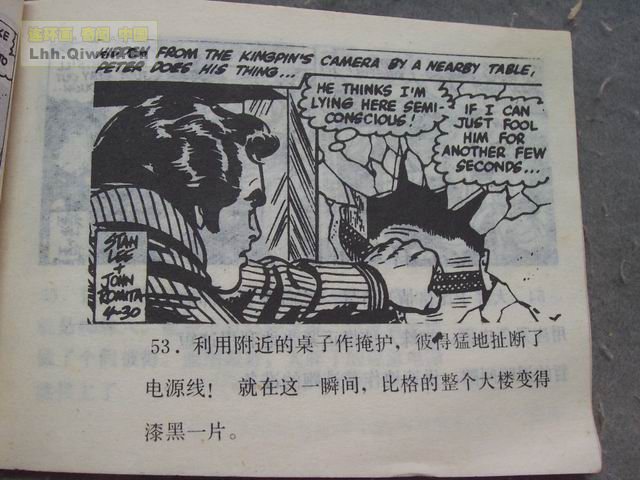 连环画 春闻 中国
Lhh.Qiwen.cn
HIDDEN FROM THE KINGPIN'S CAMERA BY A NEARBY TABLE,
PETER DOES HIS THING...
HE THINKS I'M
LYING HERE SEMI-
CONSCIOUS!
IF I CAN
JUST FOOL
HIM FOR
ANOTHER FEW
SECONDS...
STAN
LEE
+
JOHN
ROMITA
4-30
53．利用附近的桌子作掩护，彼得猛地扯断了
电源线！ 就在这一瞬间，比格的整个大楼变得
漆黑一片。